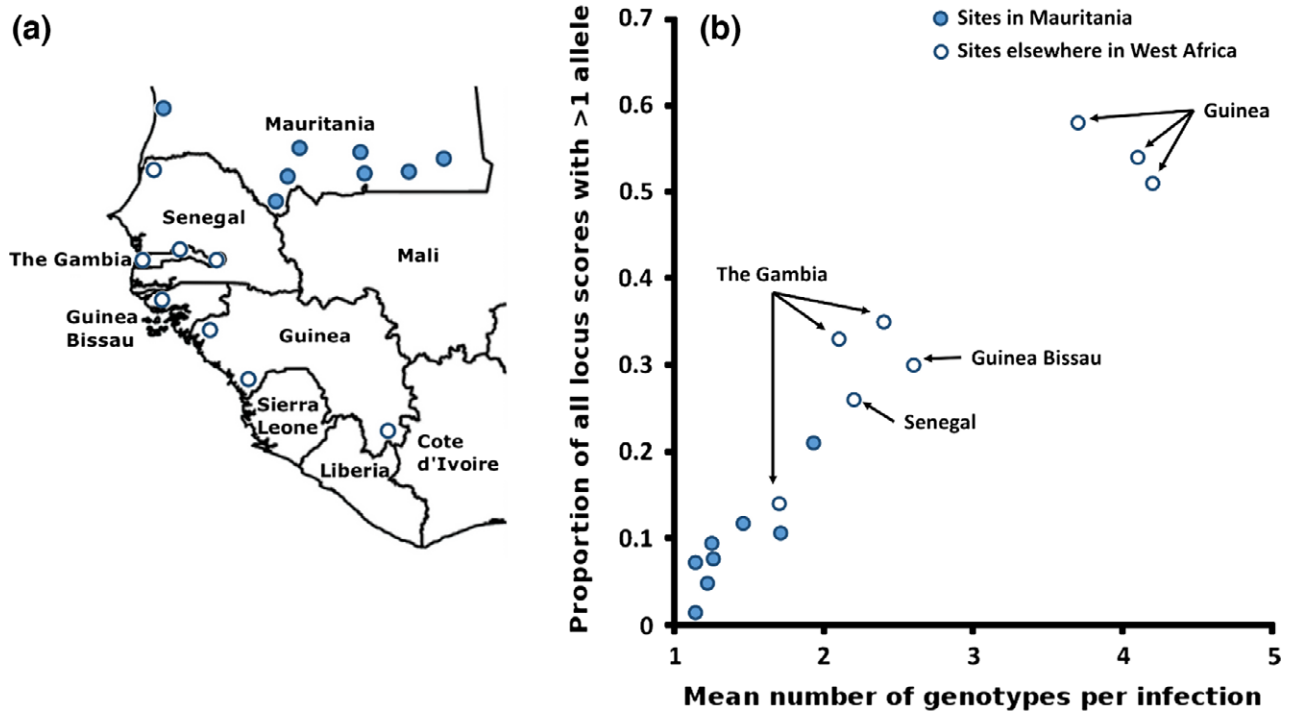 (a)
Mauritania
Senegal
The Gambia
Mali
Guinea
Bissau
Guinea
Sierra
Leone
Cote
d'Ivoire
Liberia
(b)
Sites in Mauritania
Sites elsewhere in West Africa
Proportion of all locus scores with >1 allele
0.7
0.6
0.5
0.4
0.3
0.2
0.1
0
Guinea
The Gambia
Guinea Bissau
Senegal
1 2 3 4 5
Mean number of genotypes per infection